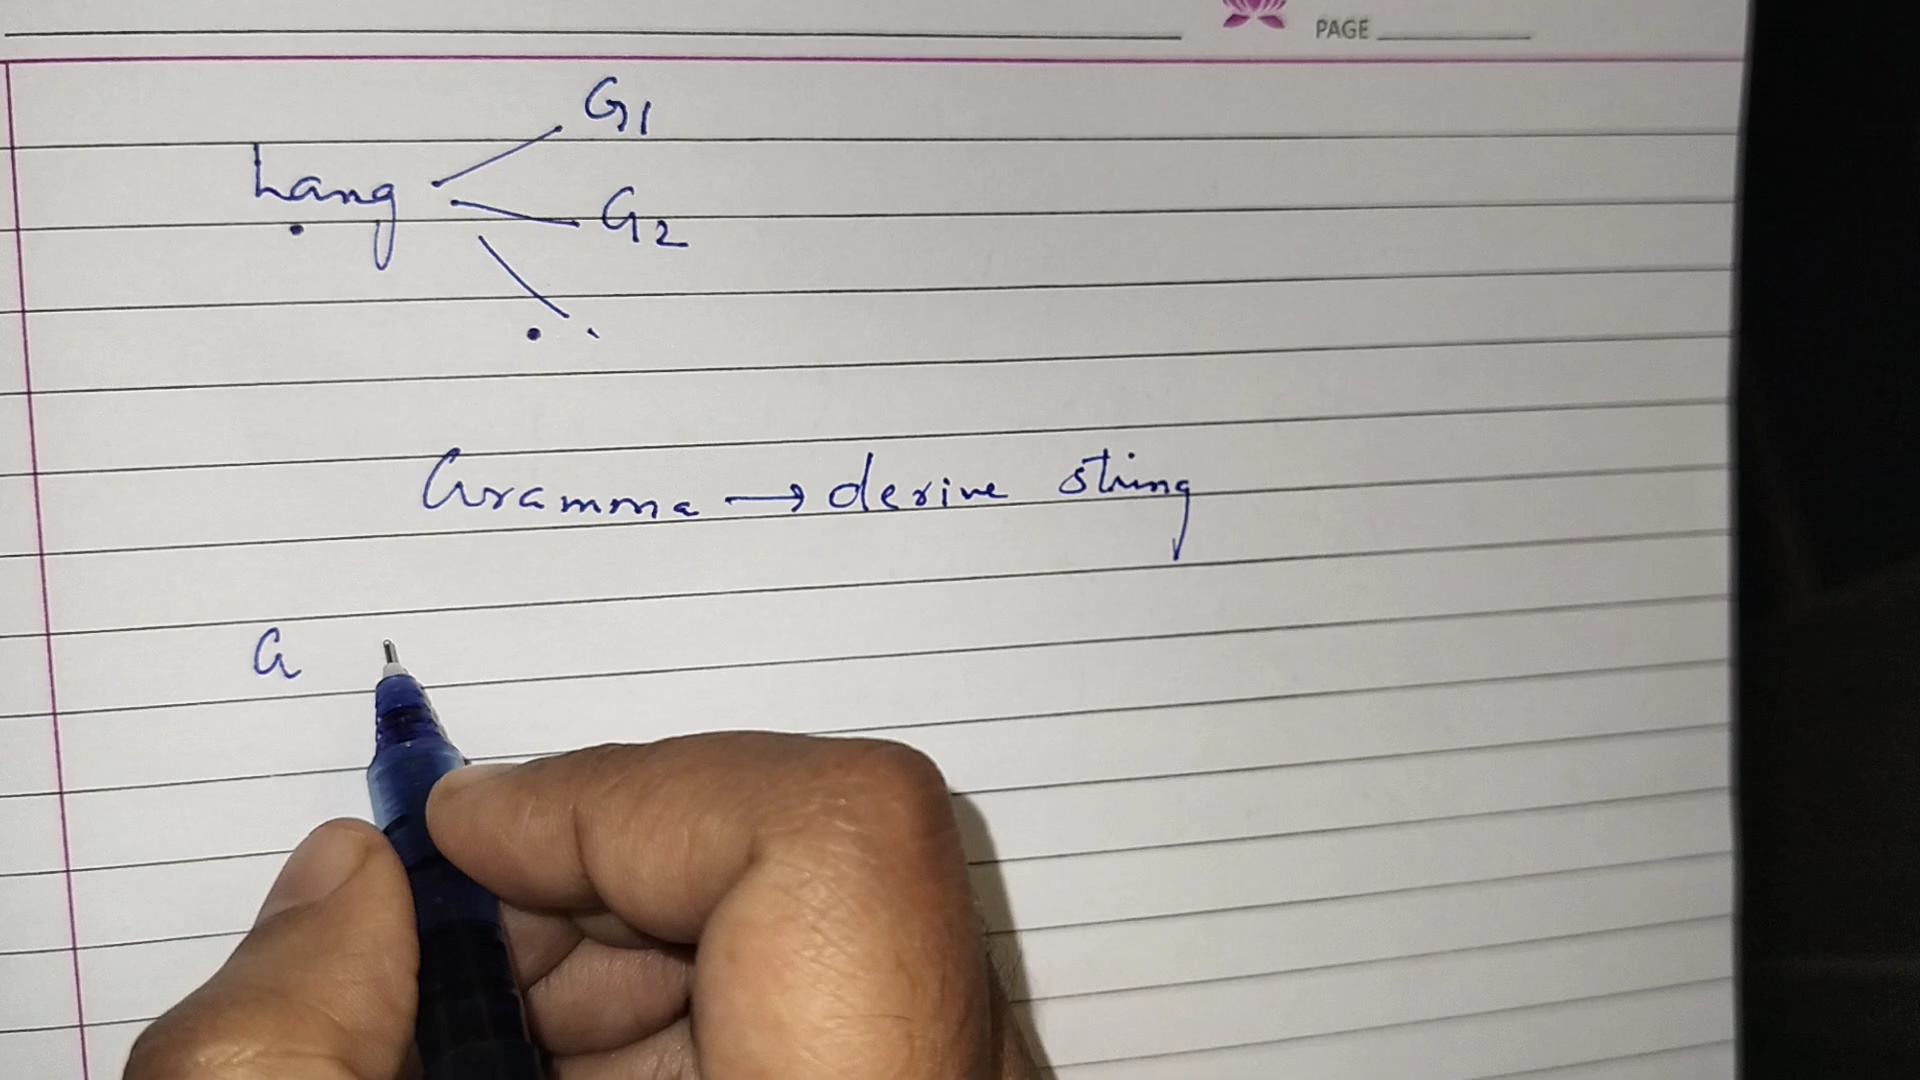 PAGE
G1
Lang
G2
Gramma → derive string
G